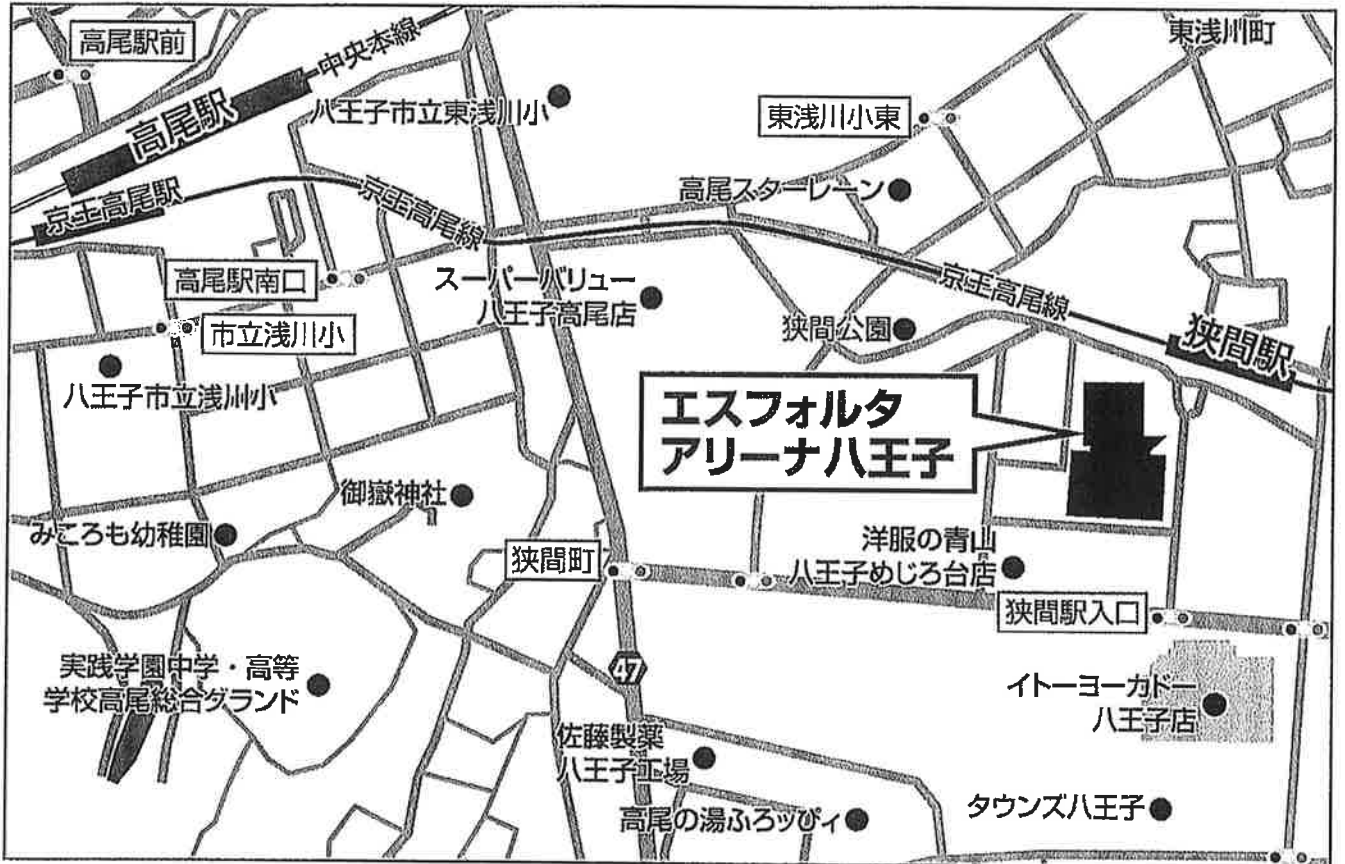 高尾駅前
中央本線
東浅川町
高尾駅
八王子市立東浅川小
東浅川小東
京王高尾駅
京王高尾線
高尾スターレーン
高尾駅南口
スーパーバリュー
八王子高尾店
京王高尾線
市立浅川小
狭間公園
狭間駅
八王子市立浅川小
エスフォルタ
アリーナ八王子
御嶽神社
みころも幼稚園
狭間町
洋服の青山
八王子めじろ台店
狭間駅入口
47
実践学園中学・高等
学校高尾総合グランド
イトーヨーカドー
八王子店
佐藤製薬
八王子工場
高尾の湯ふろッぴィ
タウンズ八王子